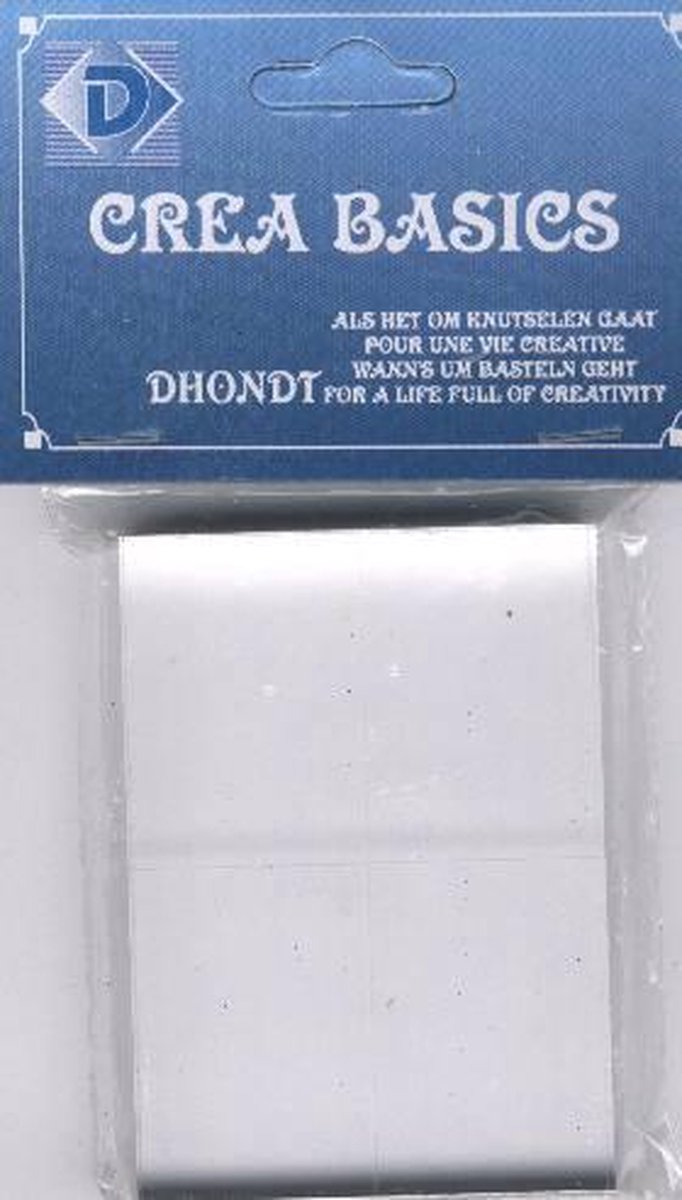 D
CREA BASICS
ALS HET OM KNUTSELEN GAAT
POUR UNE VIE CREATIVE
WANN'S UM BASTELN GEHT
DHONDT FOR A LIFE FULL OF CREATIVITY